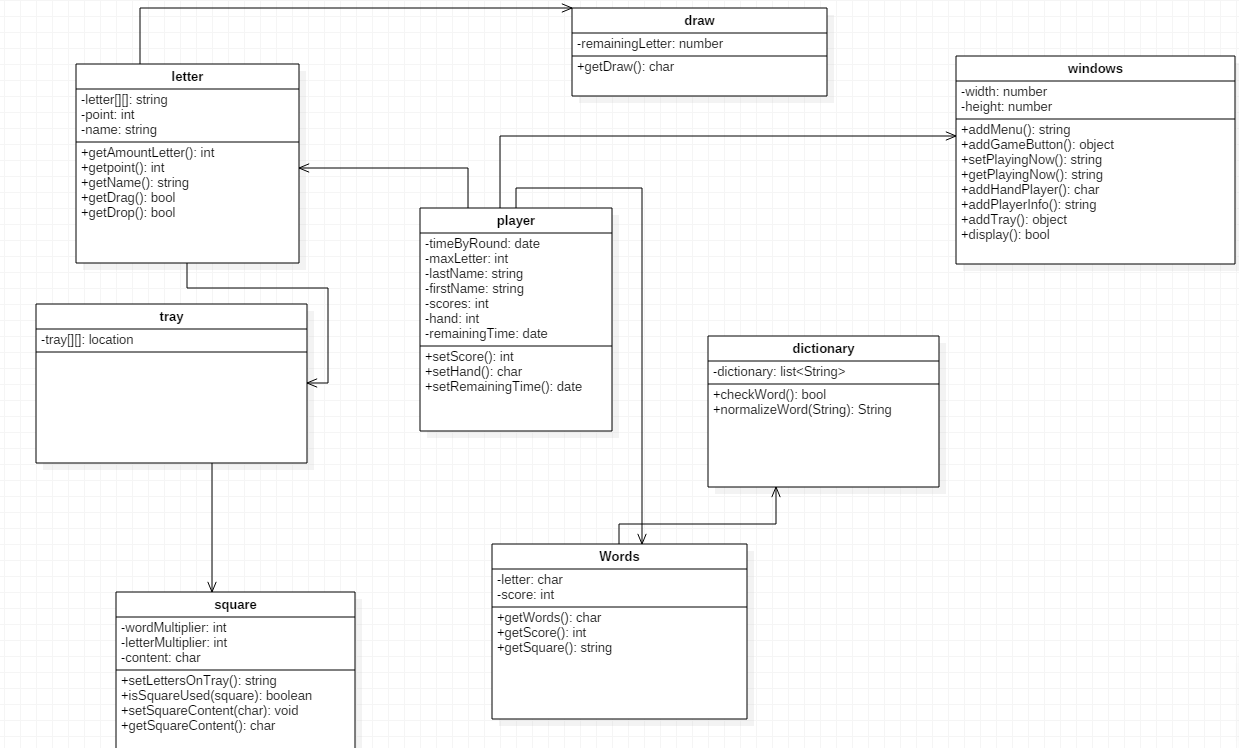 draw
-remainingLetter: number
+getDraw(): char
letter
-letter[][]: string
-point: int
-name: string
+getAmountLetter(): int
+getpoint(): int
+getName(): string
+getDrag(): bool
+getDrop(): bool
windows
-width: number
-height: number
+addMenu(): string
+addGameButton(): object
+setPlayingNow(): string
+getPlayingNow(): string
+addHandPlayer(): char
+addPlayerInfo(): string
+addTray(): object
+display(): bool
player
-timeByRound: date
-maxLetter: int
-lastName: string
-firstName: string
-scores: int
-hand: int
-remainingTime: date
+setScore(): int
+setHand(): char
+setRemainingTime(): date
tray
-tray[][]: location
dictionary
-dictionary: list<String>
+checkWord(): bool
+normalizeWord(String): String
Words
-letter: char
-score: int
+getWords(): char
+getScore(): int
+getSquare(): string
square
-wordMultiplier: int
-letterMultiplier: int
-content: char
+setLettersOnTray(): string
+isSquareUsed(square): boolean
+setSquareContent(char): void
+getSquareContent(): char